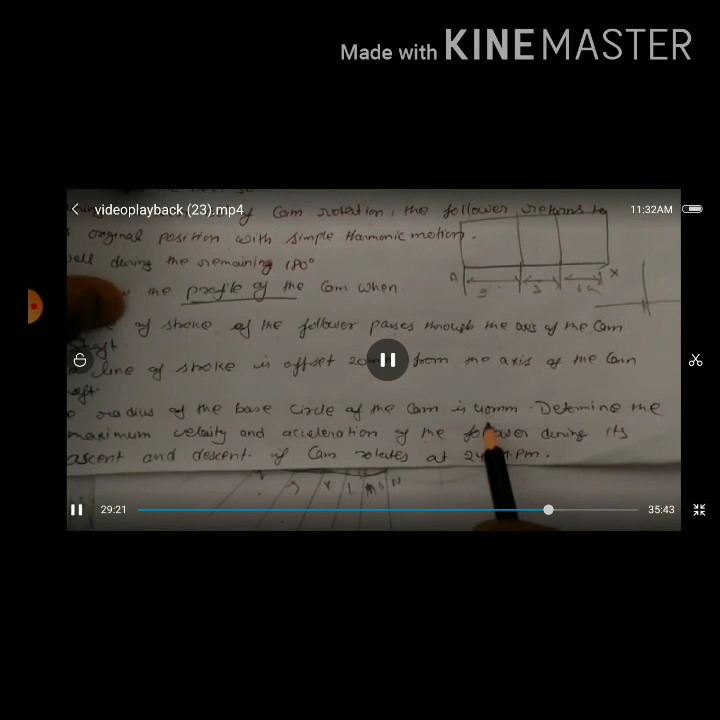 Made with KINEMASTER
videoplayback (23).mp4
11:32AM
of Cam rotation, the follower returns to
original position with simple Harmonic motion.
during the remaining 180°
the profile of the Cam when
of stroke of the follower passes through the axis of the Cam
shaft.
line of stroke is offset 20 from the axis of the Cam
radius of the base circle of the Cam is 40mm. Determine the
maximum velocity and acceleration of the follower during its
ascent and descent. if Cam rotates at
A
X
N
29:21
35:43